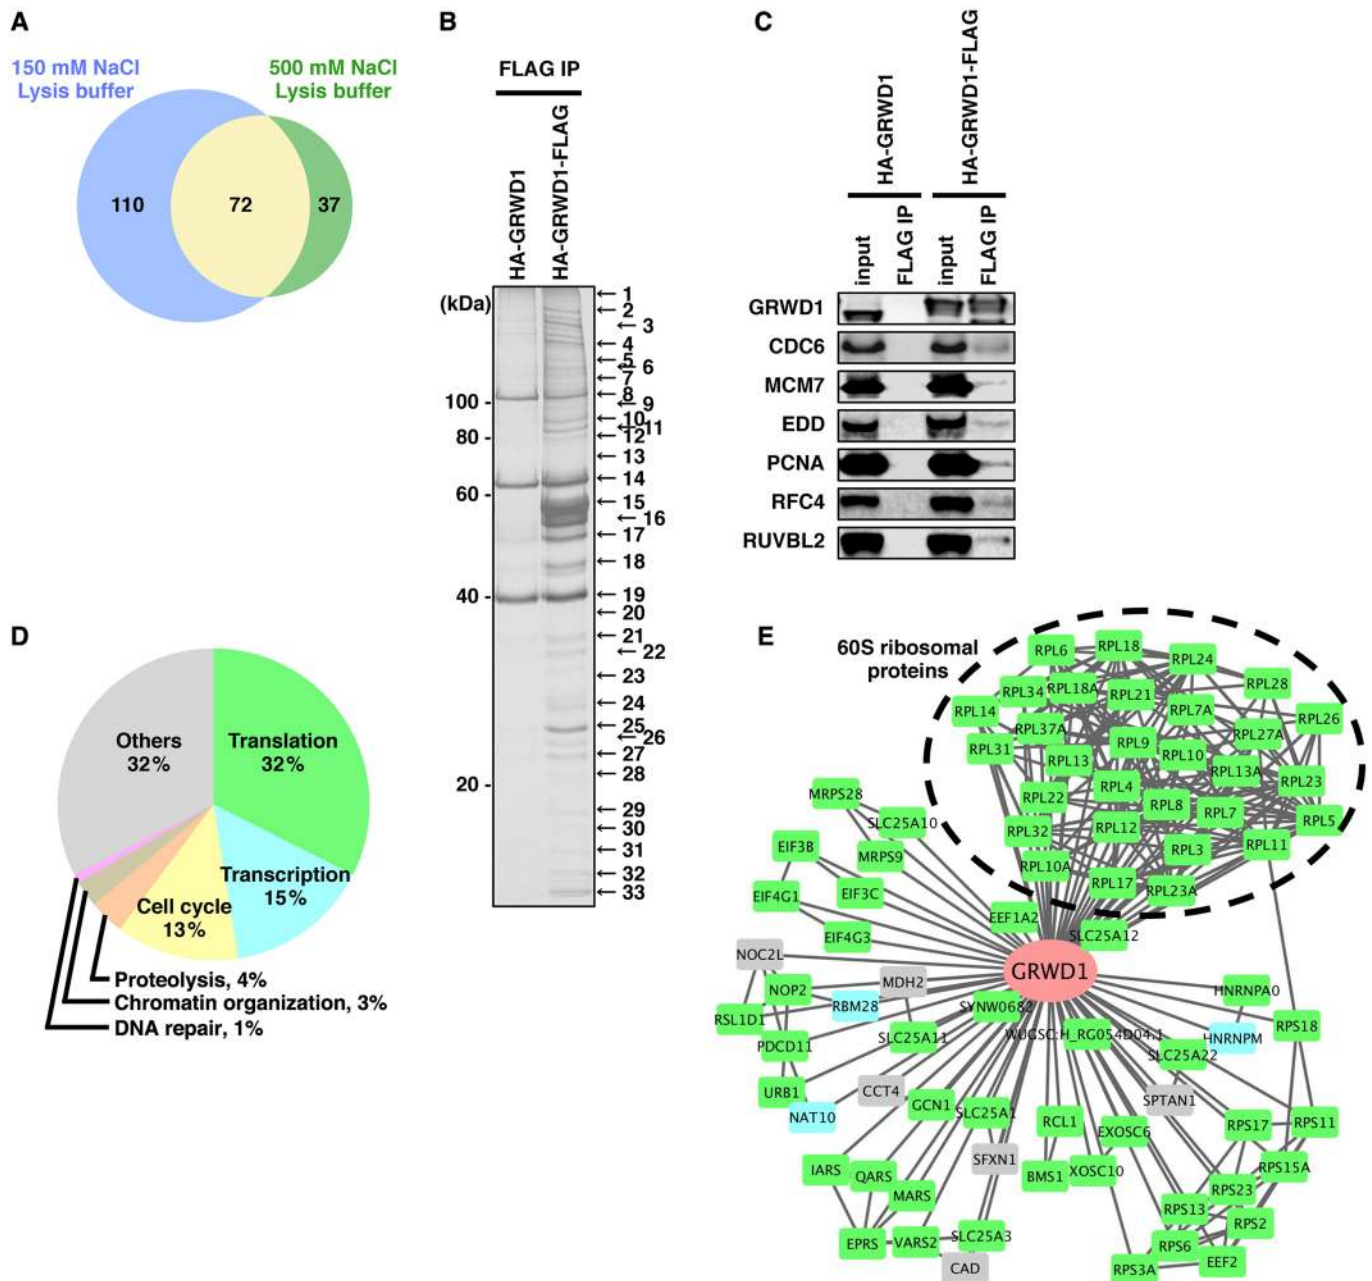 A
150 mM NaCl
Lysis buffer
500 mM NaCl
Lysis buffer
110
72
37
B
FLAG IP
HA-GRWD1
HA-GRWD1-FLAG
(kDa)
100 -
80 -
60 -
40 -
20 -
←1
←2
←3
←4
←5
←6
←7
←8
←9
←10
←11
←12
←13
←14
←15
←16
←17
←18
←19
←20
←21
←22
←23
←24
←25
←26
←27
←28
←29
←30
←31
←32
←33
C
HA-GRWD1
HA-GRWD1-FLAG
input
FLAG IP
input
FLAG IP
GRWD1
CDC6
MCM7
EDD
PCNA
RFC4
RUVBL2
D
Others
32%
Translation
32%
Transcription
15%
Cell cycle
13%
Proteolysis, 4%
Chromatin organization, 3%
DNA repair, 1%
E
60S ribosomal
proteins
RPL6
RPL18
RPL24
RPL28
RPL34
RPL18A
RPL21
RPL7A
RPL14
RPL26
RPL37A
RPL27A
RPL31
RPL9
RPL10
RPL13
RPL13A
RPL23
RPL4
RPL22
RPL8
RPL7
RPL5
RPL32
RPL12
RPL3
RPL11
RPL10A
RPL17
RPL23A
MRPS28
SLC25A10
EIF3B
MRPS9
EIF4G1
EIF3C
EEF1A2
EIF4G3
SLC25A12
NOC2L
GRWD1
NOP2
MDH2
HNRNPA0
RSL1D1
RBM28
SYNW0682
RPS18
PDCD11
SLC25A11
WUGSC:H_RG054D04.1
HNRNPM
SLC25A22
URB1
CCT4
SPTAN1
NAT10
GCN1
SLC25A1
RCL1
EXOSC6
RPS17
RPS11
SFXN1
IARS
QARS
BMS1
XOSC10
RPS15A
MARS
RPS23
RPS13
RPS2
EPRS
VARS2
SLC25A3
RPS6
CAD
RPS3A
EEF2